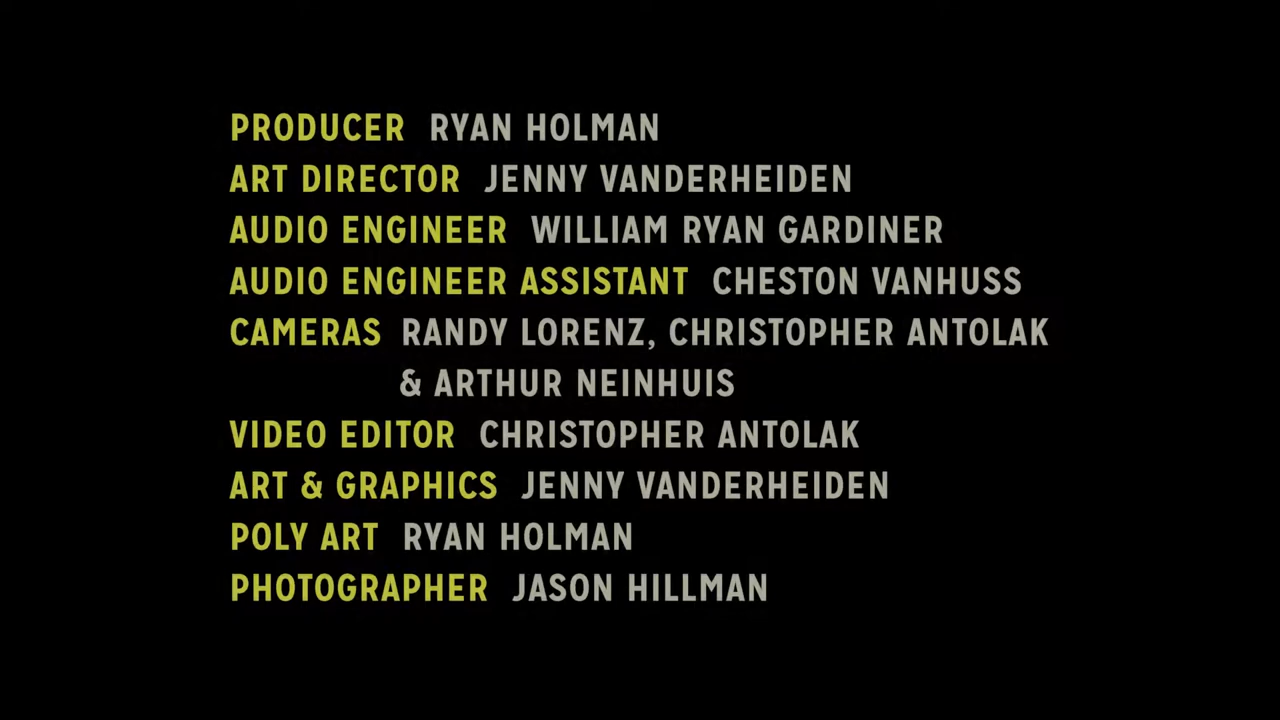 PRODUCER RYAN HOLMAN
ART DIRECTOR JENNY VANDERHEIDEN
AUDIO ENGINEER WILLIAM RYAN GARDINER
AUDIO ENGINEER ASSISTANT CHESTON VANHUSS
CAMERAS RANDY LORENZ, CHRISTOPHER ANTOLAK
& ARTHUR NEINHUIS
VIDEO EDITOR CHRISTOPHER ANTOLAK
ART & GRAPHICS JENNY VANDERHEIDEN
POLY ART RYAN HOLMAN
PHOTOGRAPHER JASON HILLMAN